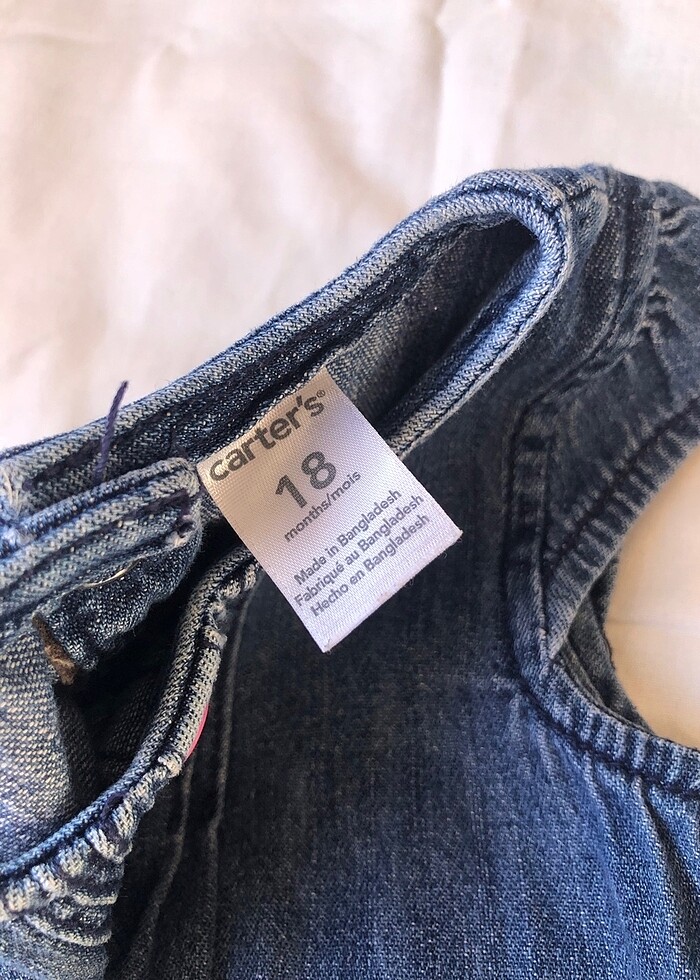 carter's®
18
months/mois
Made in Bangladesh
Fabriqué au Bangladesh
Hecho en Bangladesh